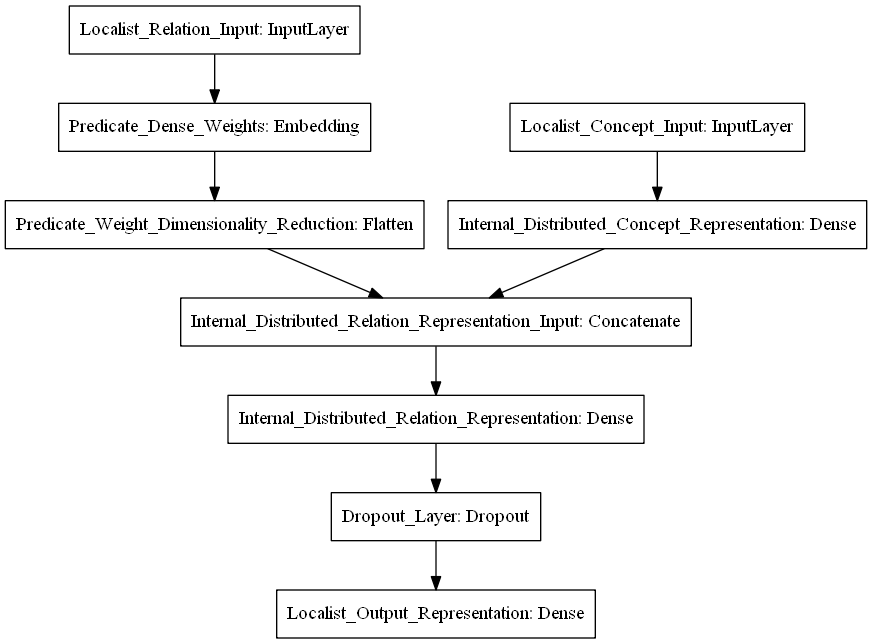 Localist_Relation_Input: InputLayer
Predicate_Dense_Weights: Embedding
Localist_Concept_Input: InputLayer
Predicate_Weight_Dimensionality_Reduction: Flatten
Internal_Distributed_Concept_Representation: Dense
Internal_Distributed_Relation_Representation_Input: Concatenate
Internal_Distributed_Relation_Representation: Dense
Dropout_Layer: Dropout
Localist_Output_Representation: Dense